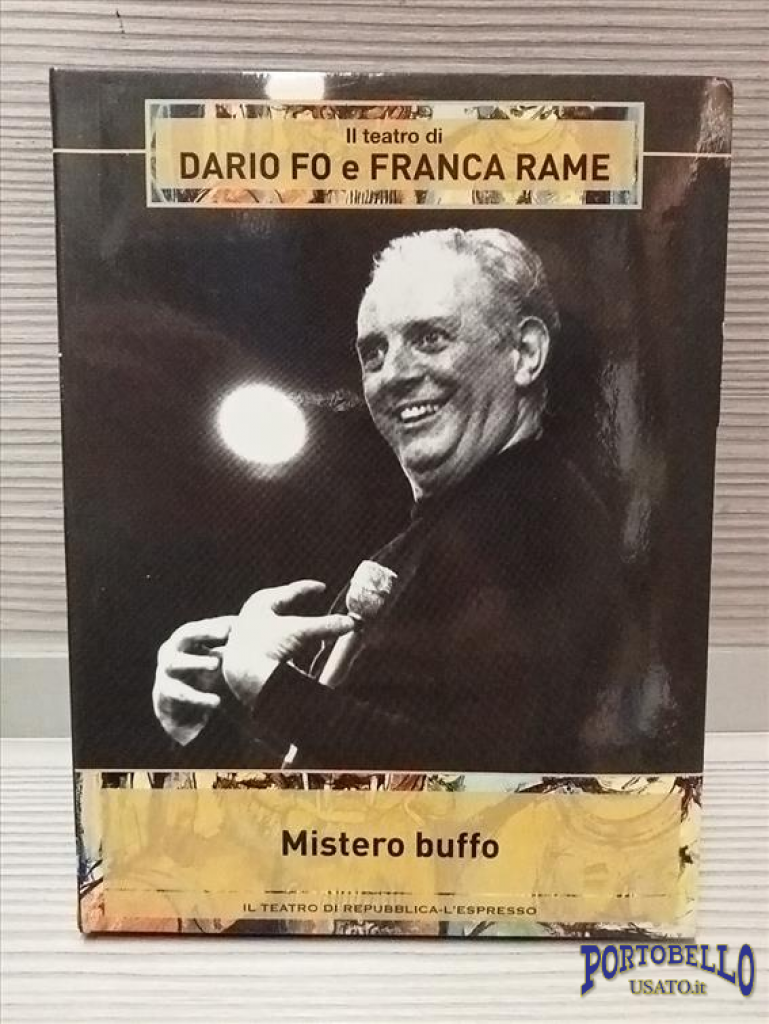 Il teatro di
DARIO FO e FRANCA RAME
Mistero buffo
IL TEATRO DI REPUBBLICA-L'ESPRESSO
PORTOBELLO
USATO.it